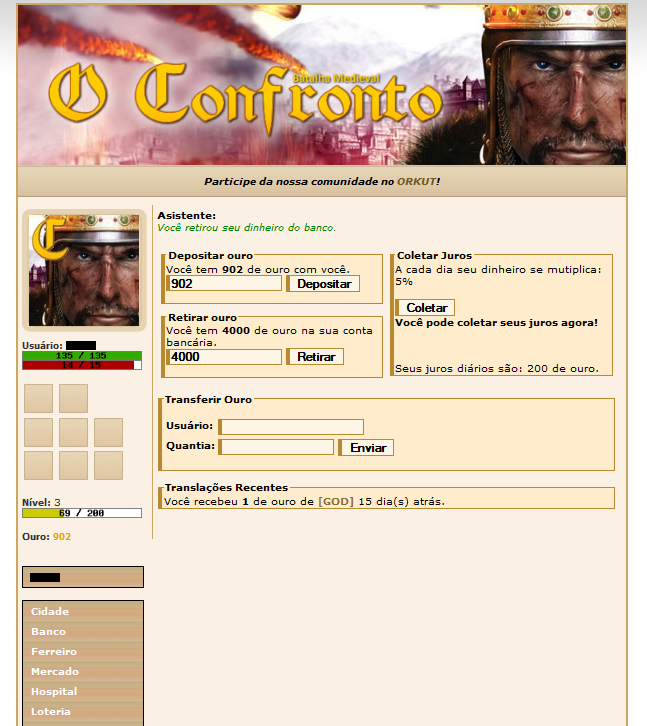 O Confronto
Batalha Medieval
Participe da nossa comunidade no ORKUT!
C
Usuário:
135 / 135
14 / 15
Nível: 3
69 / 200
Ouro: 902
Cidade
Banco
Ferreiro
Mercado
Hospital
Loteria
Asistente:
Você retirou seu dinheiro do banco.
Depositar ouro
Você tem 902 de ouro com você.
902 Depositar
Retirar ouro
Você tem 4000 de ouro na sua conta
bancária.
4000 Retirar
Coletar Juros
A cada dia seu dinheiro se mutiplica:
5%
Coletar
Você pode coletar seus juros agora!
Seus juros diários são: 200 de ouro.
Transferir Ouro
Usuário:
Quantia: Enviar
Translações Recentes
Você recebeu 1 de ouro de [GOD] 15 dia(s) atrás.